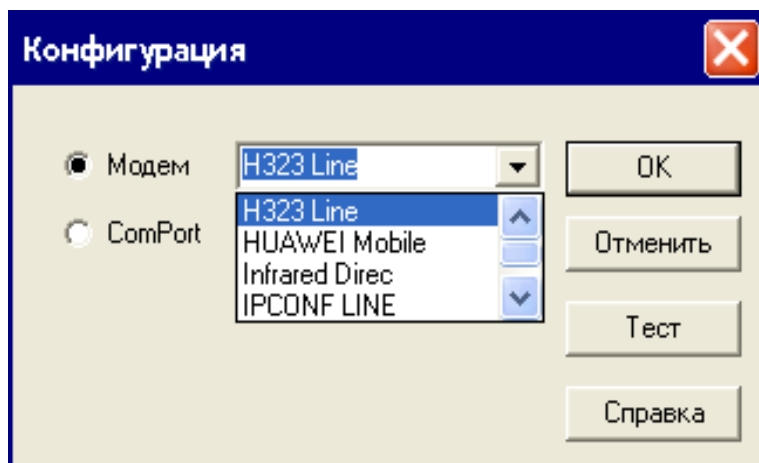 Конфигурация
Модем
H323 Line
OK
H323 Line
HUAWEI Mobile
Infrared Direc
IPCONF LINE
ComPort
Отменить
Тест
Справка